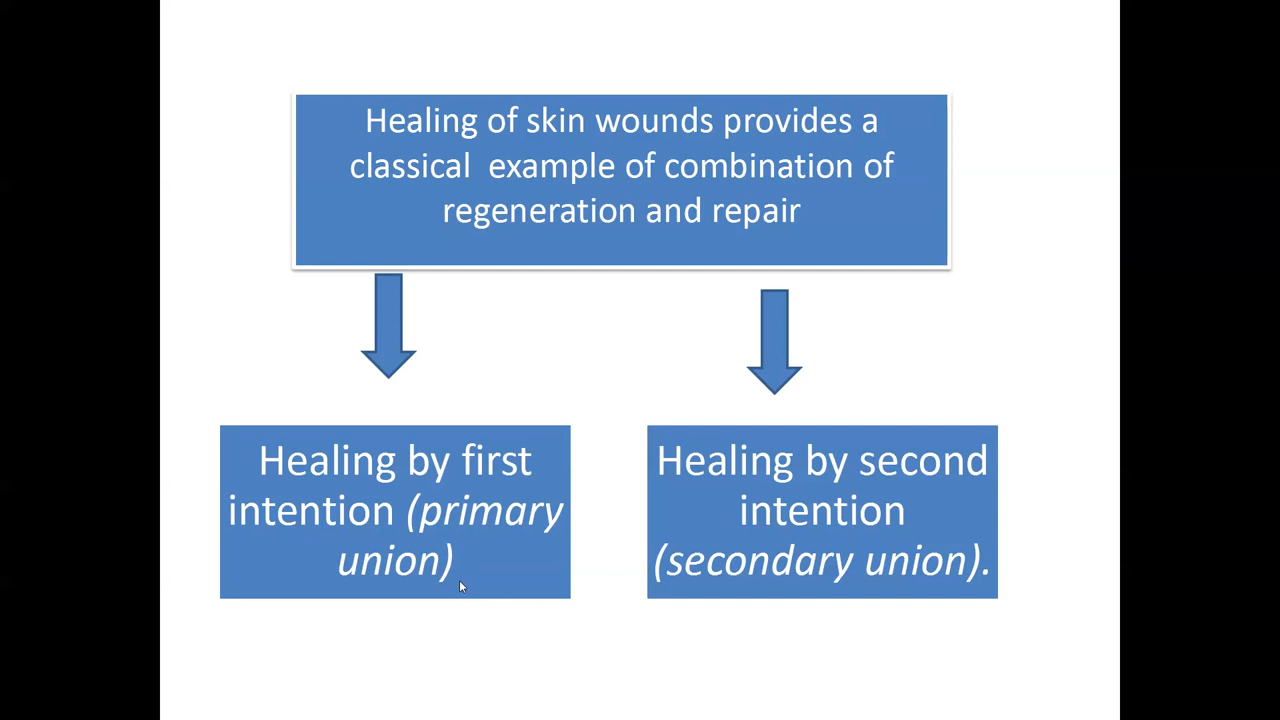 Healing of skin wounds provides a
classical  example of combination of
regeneration and repair
Healing by first
intention (primary
union)
Healing by second
intention
(secondary union).